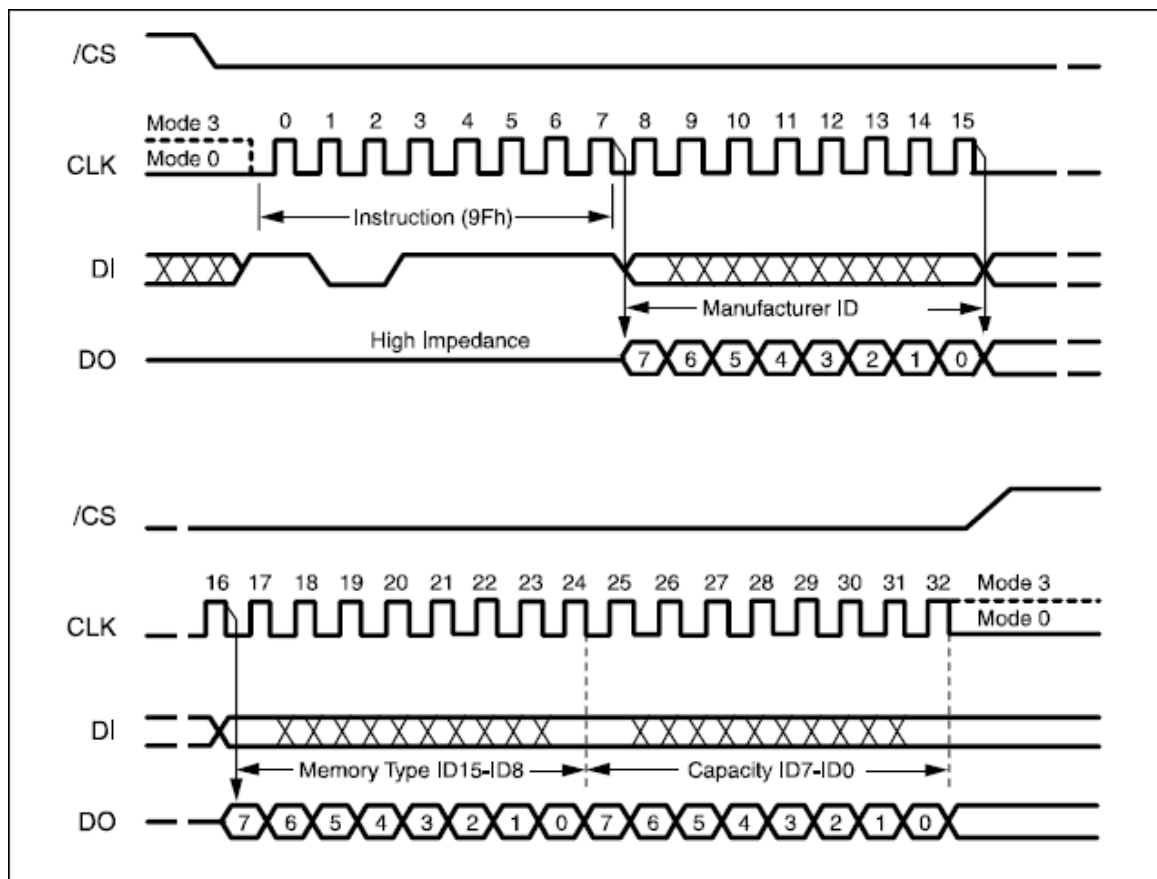 /CS
Mode 3
0 1 2 3 4 5 6 7 8 9 10 11 12 13 14 15
Mode 0
CLK
Instruction (9Fh)
DI
Manufacturer ID
High Impedance
DO
7 6 5 4 3 2 1 0
/CS
16 17 18 19 20 21 22 23 24 25 26 27 28 29 30 31 32
Mode 3
CLK
Mode 0
DI
Memory Type ID15-ID8
Capacity ID7-ID0
DO
7 6 5 4 3 2 1 0 7 6 5 4 3 2 1 0